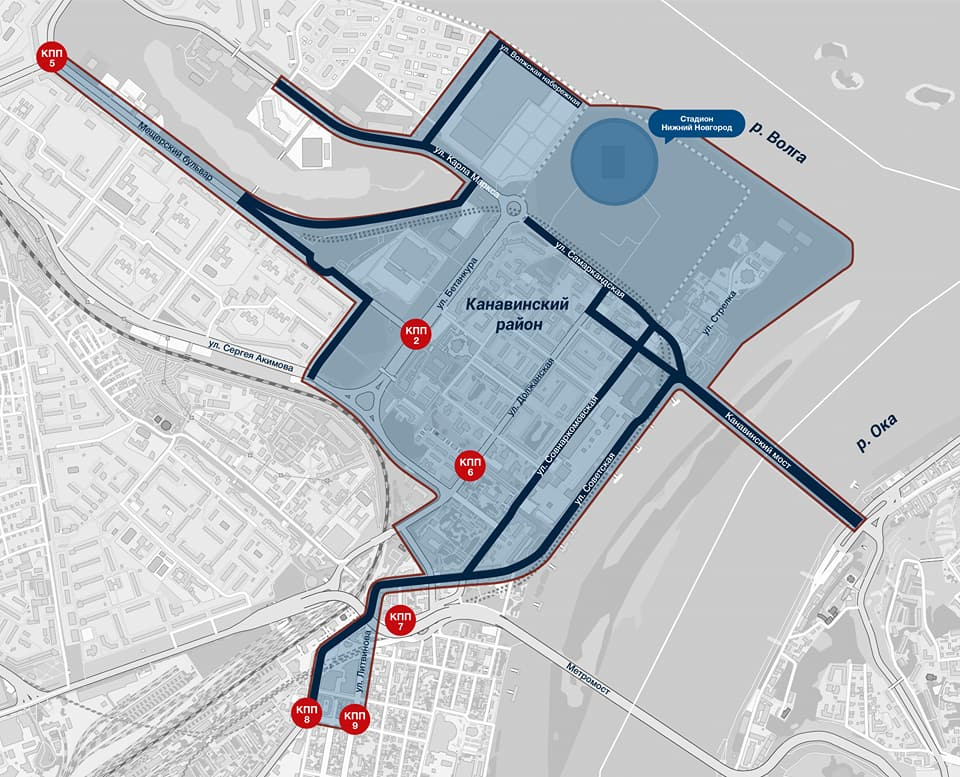 КПП
5
ул. Волжская набережная
Стадион
Нижний Новгород
р. Волга
Мещерский бульвар
ул. Карла Маркса
ул. Самаркандская
ул. Бетанкура
Канавинский
район
ул. Стрелка
КПП
2
ул. Сергея Акимова
ул. Должанская
ул. Совнаркомовская
Канавинский мост
р. Ока
КПП
6
ул. Советская
КПП
7
ул. Литвинова
Метромост
КПП
8
КПП
9